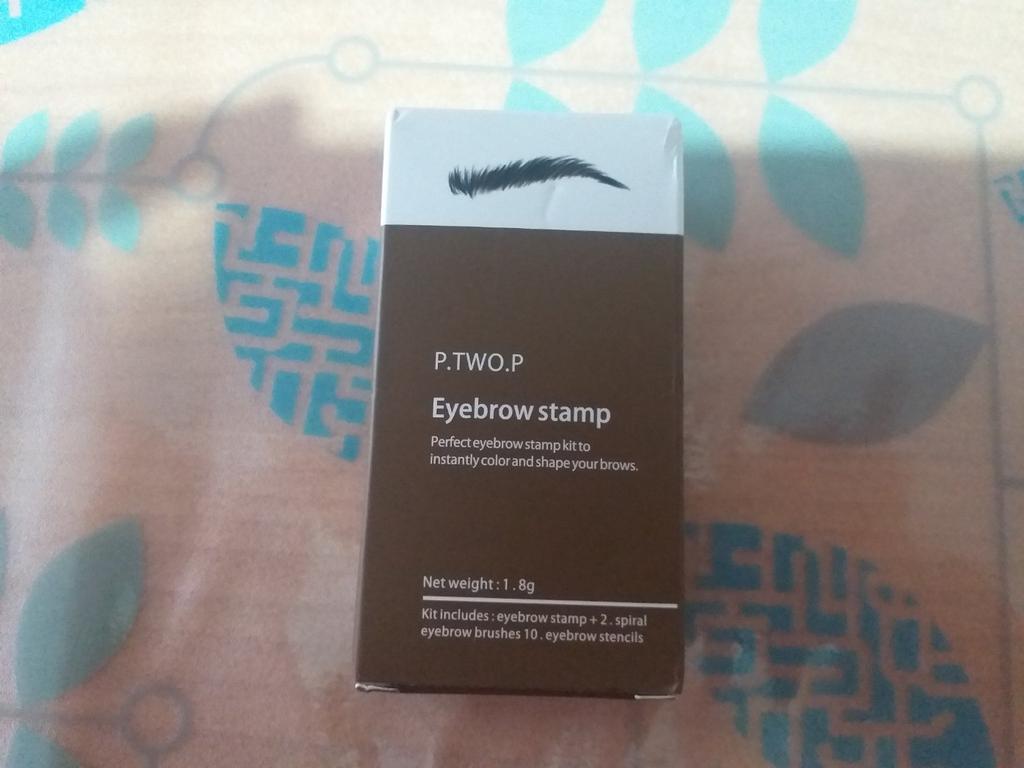 P.TWO.P
Eyebrow stamp
Perfect eyebrow stamp kit to
instantly color and shape your brows.
Net weight : 1 . 8g
Kit includes : eyebrow stamp + 2 . spiral
eyebrow brushes 10 . eyebrow stencils